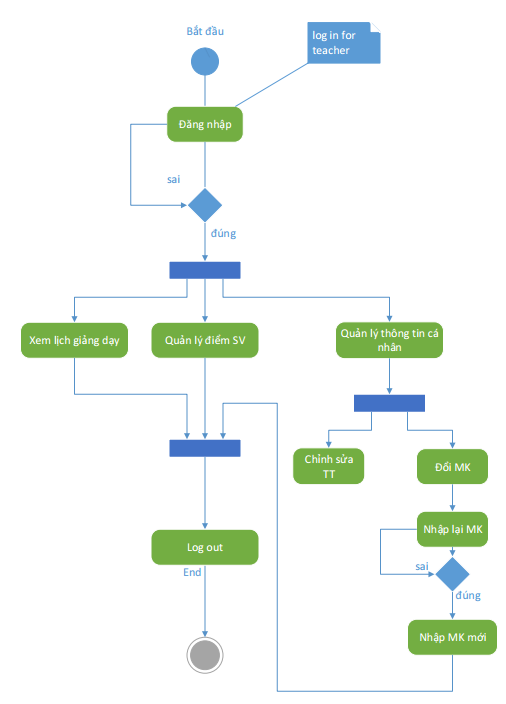 Bắt đầu
log in for
teacher
Đăng nhập
sai
đúng
Xem lịch giảng dạy
Quản lý điểm SV
Quản lý thông tin cá
nhân
Chỉnh sửa
TT
Đổi MK
Nhập lại MK
sai
đúng
Nhập MK mới
Log out
End